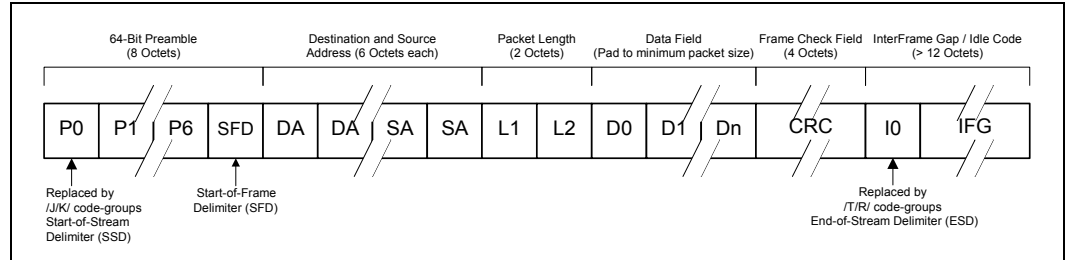 64-Bit Preamble
(8 Octets)
Destination and Source
Address (6 Octets each)
Packet Length
(2 Octets)
Data Field
(Pad to minimum packet size)
Frame Check Field
(4 Octets)
InterFrame Gap / Idle Code
(> 12 Octets)
P0 P1 P6 SFD DA DA SA SA L1 L2 D0 D1 Dn CRC I0 IFG
Replaced by
/J/K/ code-groups
Start-of-Stream
Delimiter (SSD)
Start-of-Frame
Delimiter (SFD)
Replaced by
/T/R/ code-groups
End-of-Stream Delimiter (ESD)